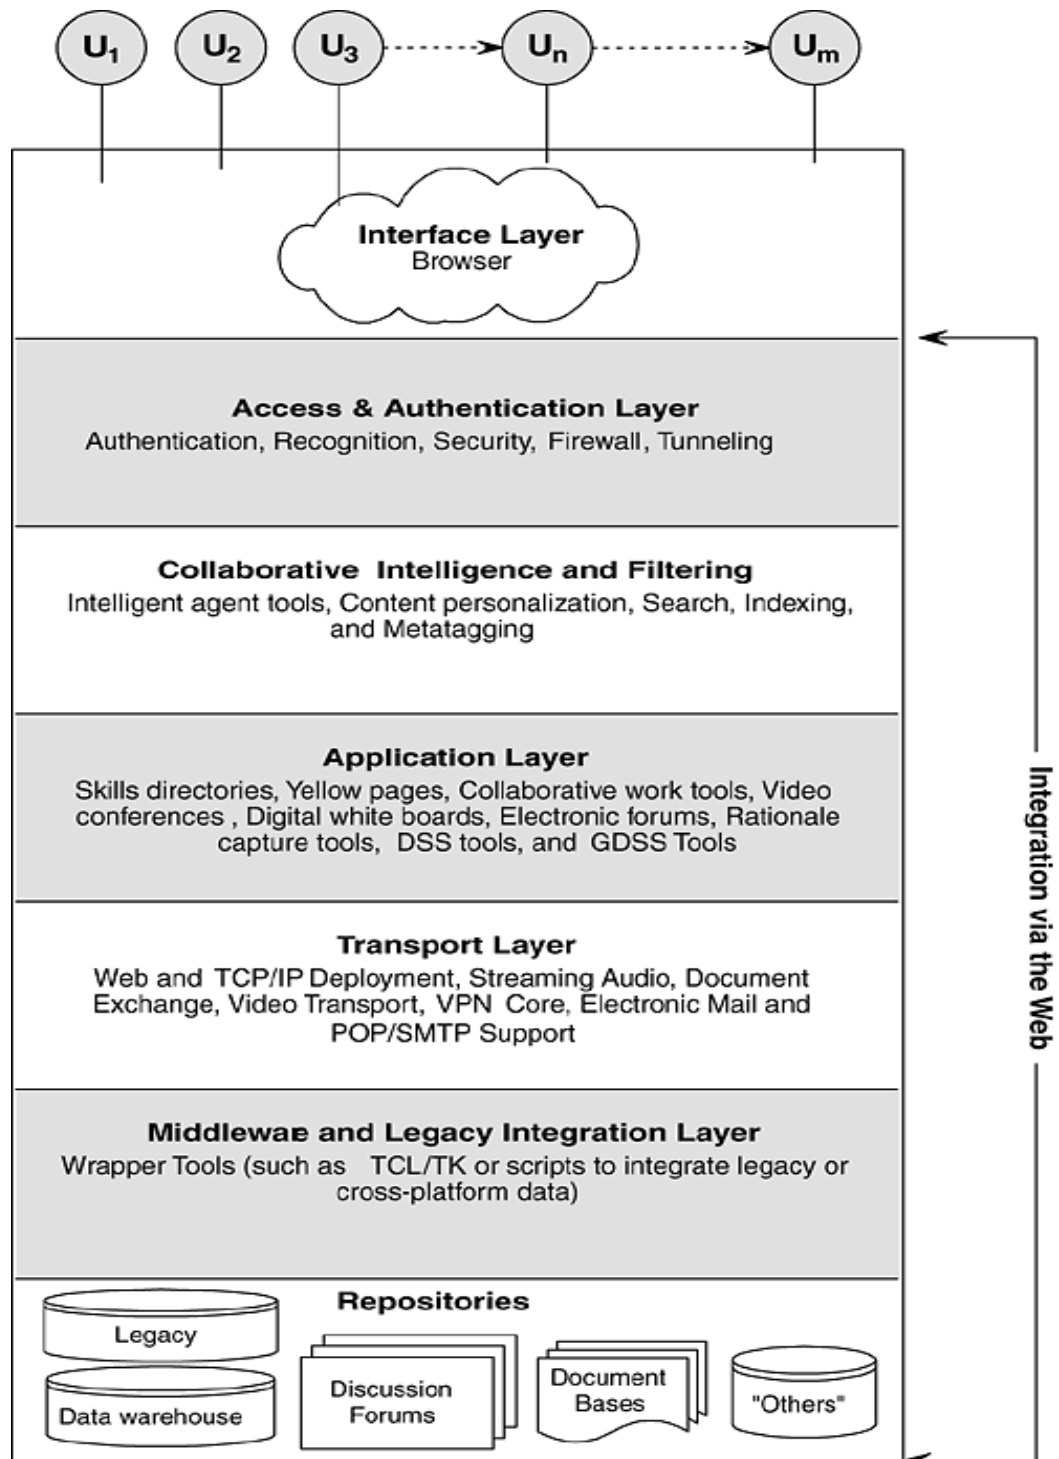 U1 U2 U3 Un Um
Interface Layer
Browser
Access & Authentication Layer
Authentication, Recognition, Security, Firewall, Tunneling
Collaborative Intelligence and Filtering
Intelligent agent tools, Content personalization, Search, Indexing,
and Metatagging
Application Layer
Skills directories, Yellow pages, Collaborative work tools, Video
conferences , Digital white boards, Electronic forums, Rationale
capture tools, DSS tools, and GDSS Tools
Transport Layer
Web and TCP/IP Deployment, Streaming Audio, Document
Exchange, Video Transport, VPN Core, Electronic Mail and
POP/SMTP Support
Middleware and Legacy Integration Layer
Wrapper Tools (such as TCL/TK or scripts to integrate legacy or
cross-platform data)
Repositories
Legacy
Data warehouse
Discussion
Forums
Document
Bases
"Others"
Integration via the Web